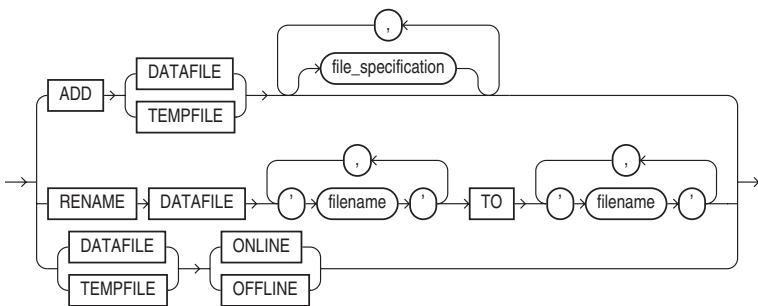 ,
DATAFILE
ADD
file_specification
TEMPFILE
, ,
RENAME DATAFILE ' filename ' TO ' filename '
DATAFILE ONLINE
TEMPFILE OFFLINE